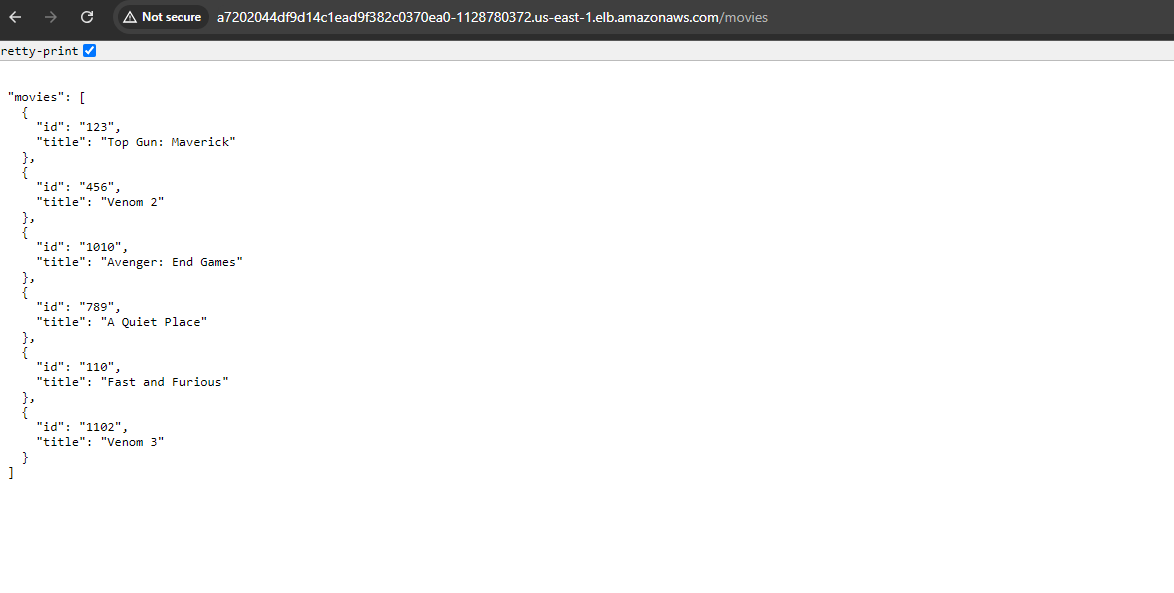 Not secure a7202044df9d14c1ead9f382c0370ea0-1128780372.us-east-1.elb.amazonaws.com/movies
retty-print
"movies": [
{
"id": "123",
"title": "Top Gun: Maverick"
},
{
"id": "456",
"title": "Venom 2"
},
{
"id": "1010",
"title": "Avenger: End Games"
},
{
"id": "789",
"title": "A Quiet Place"
},
{
"id": "110",
"title": "Fast and Furious"
},
{
"id": "1102",
"title": "Venom 3"
}
]